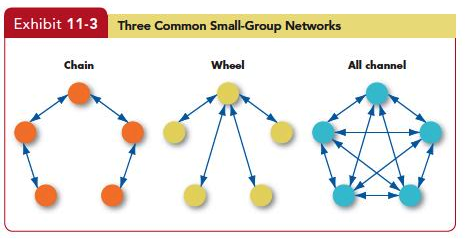 Exhibit 11-3 Three Common Small-Group Networks
Chain Wheel All channel